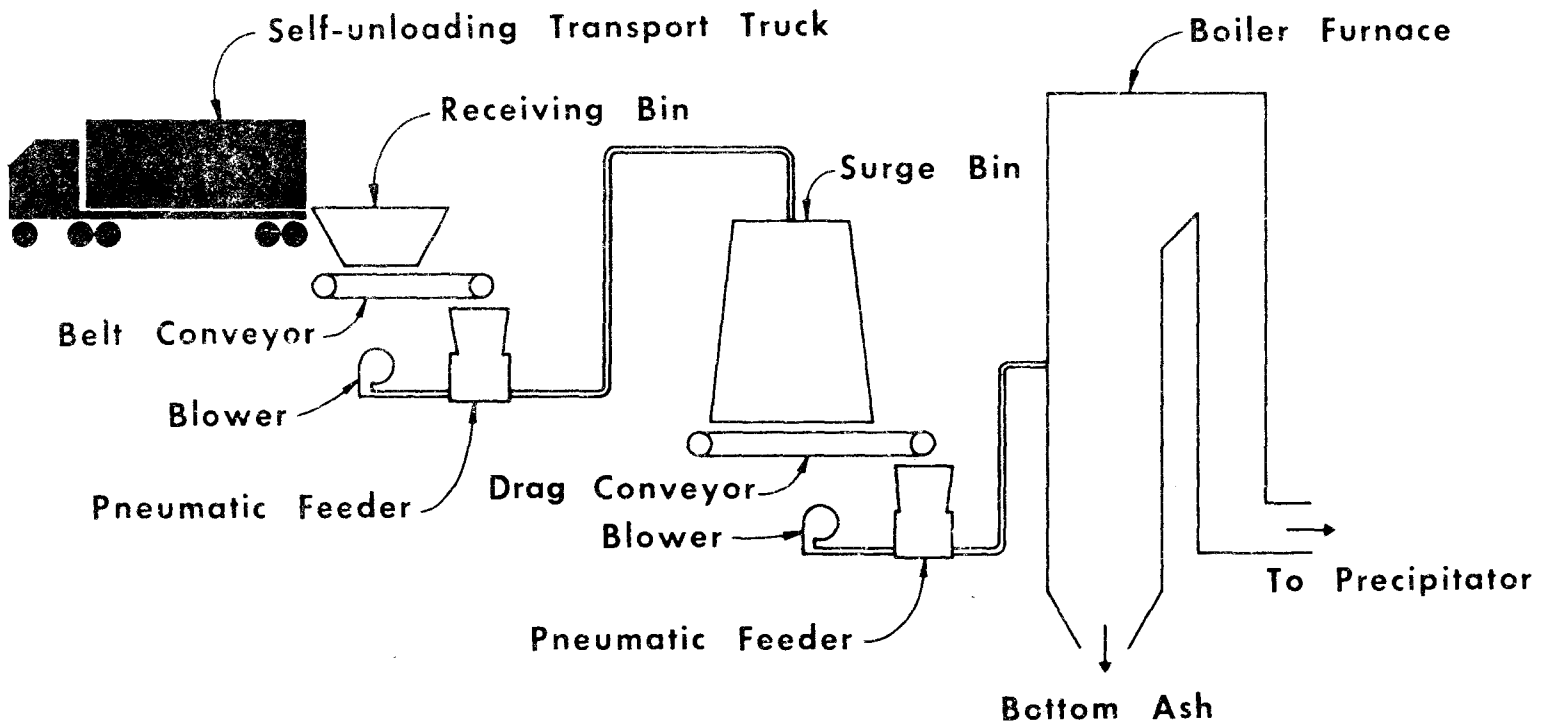 Self-unloading Transport Truck
Boiler Furnace
Receiving Bin
Surge Bin
Belt Conveyor
Blower
Pneumatic Feeder
Drag Conveyor
Blower
To Precipitator
Pneumatic Feeder
Bottom Ash